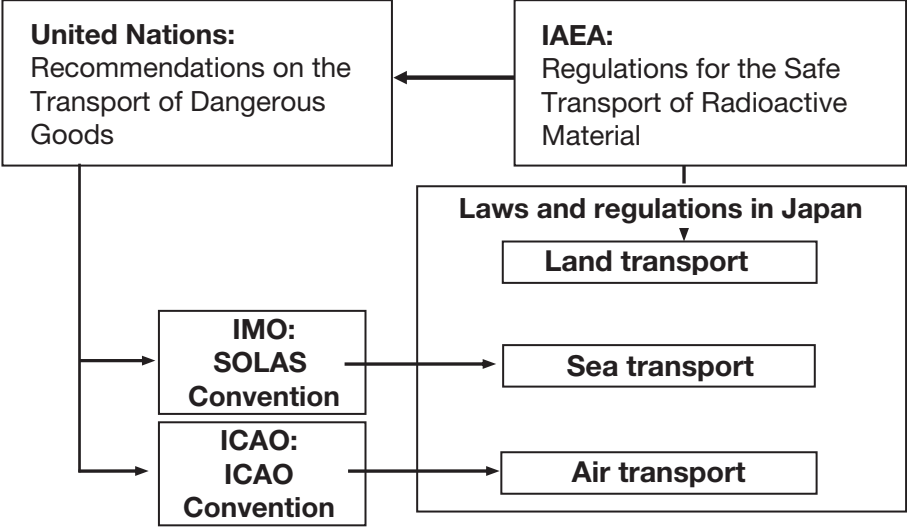 United Nations:
Recommendations on the
Transport of Dangerous
Goods
IAEA:
Regulations for the Safe
Transport of Radioactive
Material
Laws and regulations in Japan
Land transport
IMO:
SOLAS
Convention
Sea transport
ICAO:
ICAO
Convention
Air transport